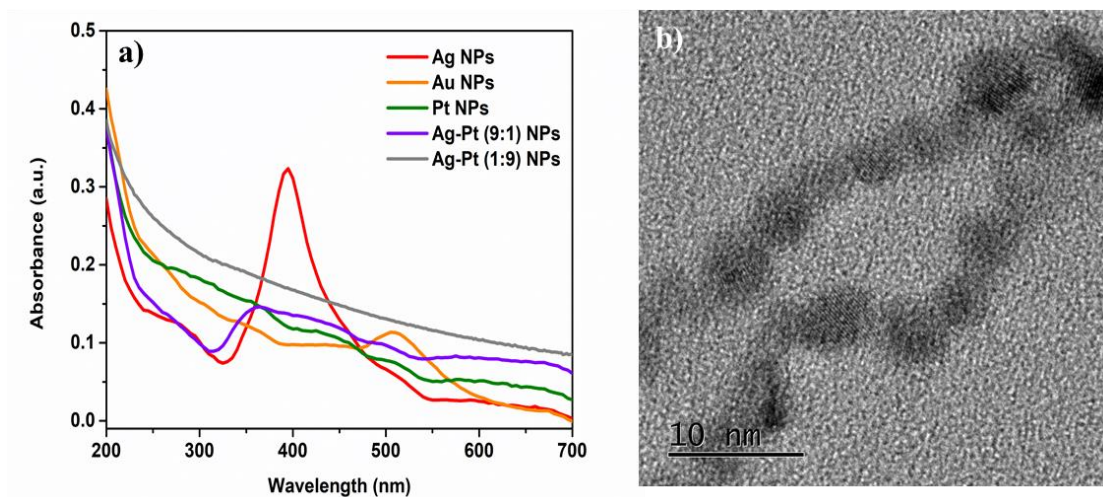 a)
Ag NPs
Au NPs
Pt NPs
Ag-Pt (9:1) NPs
Ag-Pt (1:9) NPs
Absorbance (a.u.)
0.5
0.4
0.3
0.2
0.1
0.0
200 300 400 500 600 700
Wavelength (nm)
b)
10 nm